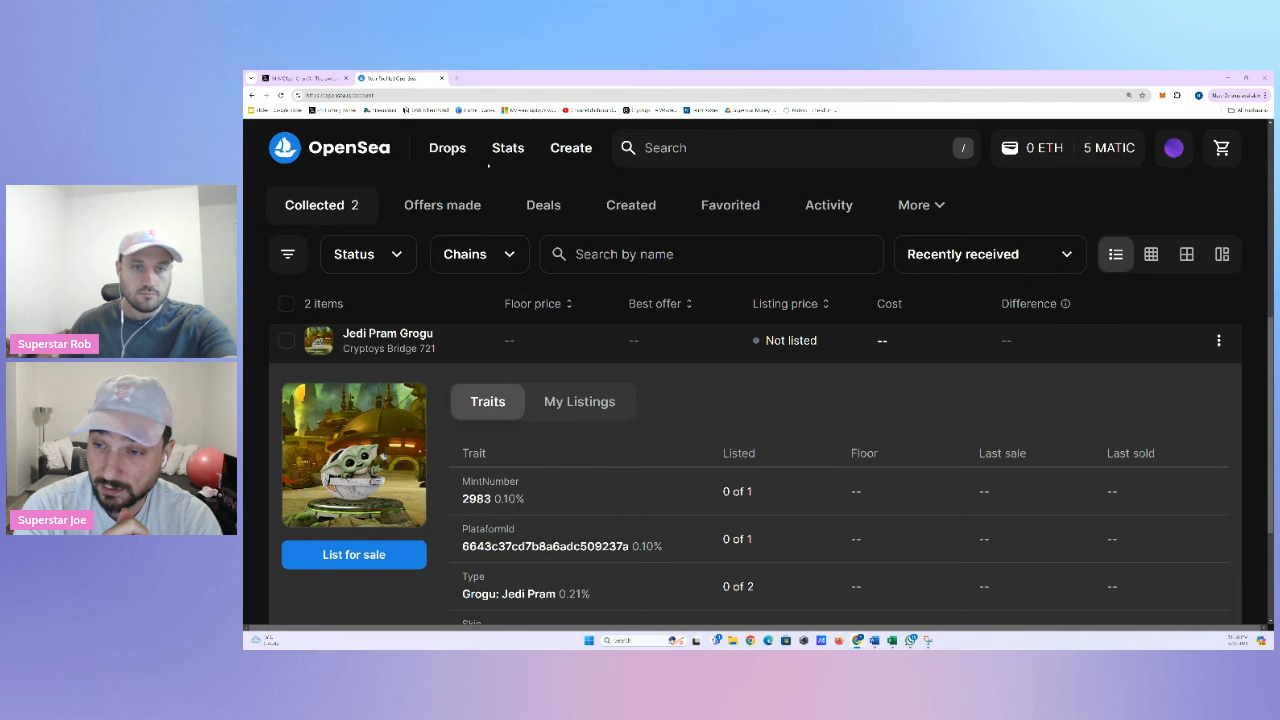 OpenSea
Drops
Stats
Create
Search
/
0 ETH
5 MATIC
Collected 2
Offers made
Deals
Created
Favorited
Activity
More
Status
Chains
Search by name
Recently received
2 items
Floor price
Best offer
Listing price
Cost
Difference
Jedi Pram Grogu
Cryptoys Bridge 721
--
--
Not listed
--
--
Traits
My Listings
Trait
Listed
Floor
Last sale
Last sold
MintNumber
2983 0.10%
0 of 1
--
--
--
PlataformId
6643c37cd7b8a6adc509237a 0.10%
0 of 1
--
--
--
Type
Grogu: Jedi Pram 0.21%
0 of 2
--
--
--
List for sale
Superstar Rob
Superstar Joe
Search